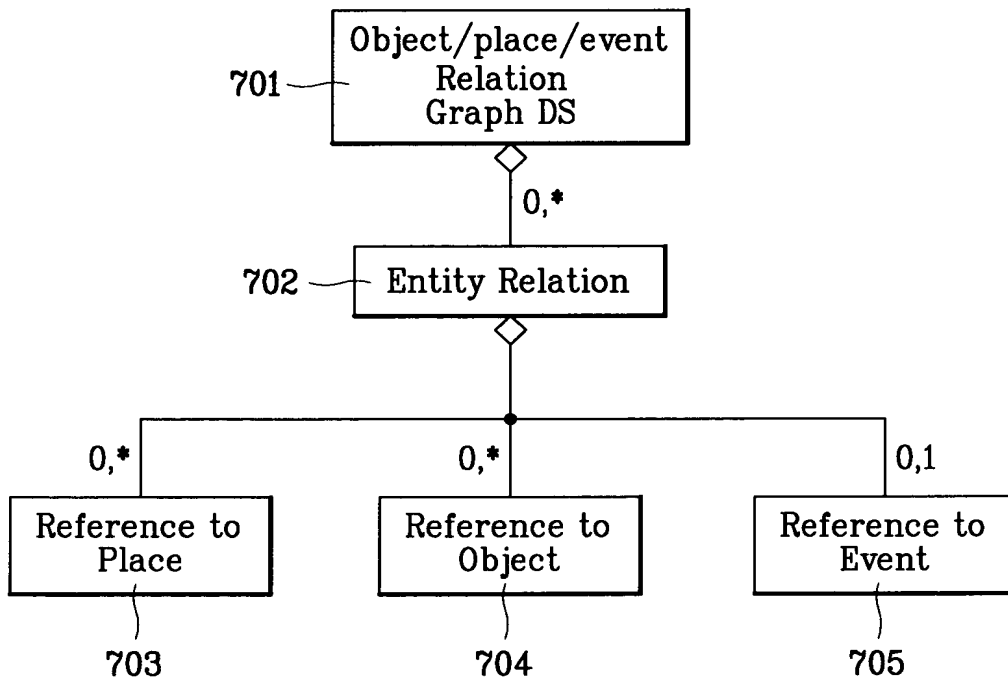 Object/place/event
Relation
Graph DS
701
0,*
702
Entity Relation
0,*
0,*
0,1
Reference to
Place
Reference to
Object
Reference to
Event
703
704
705